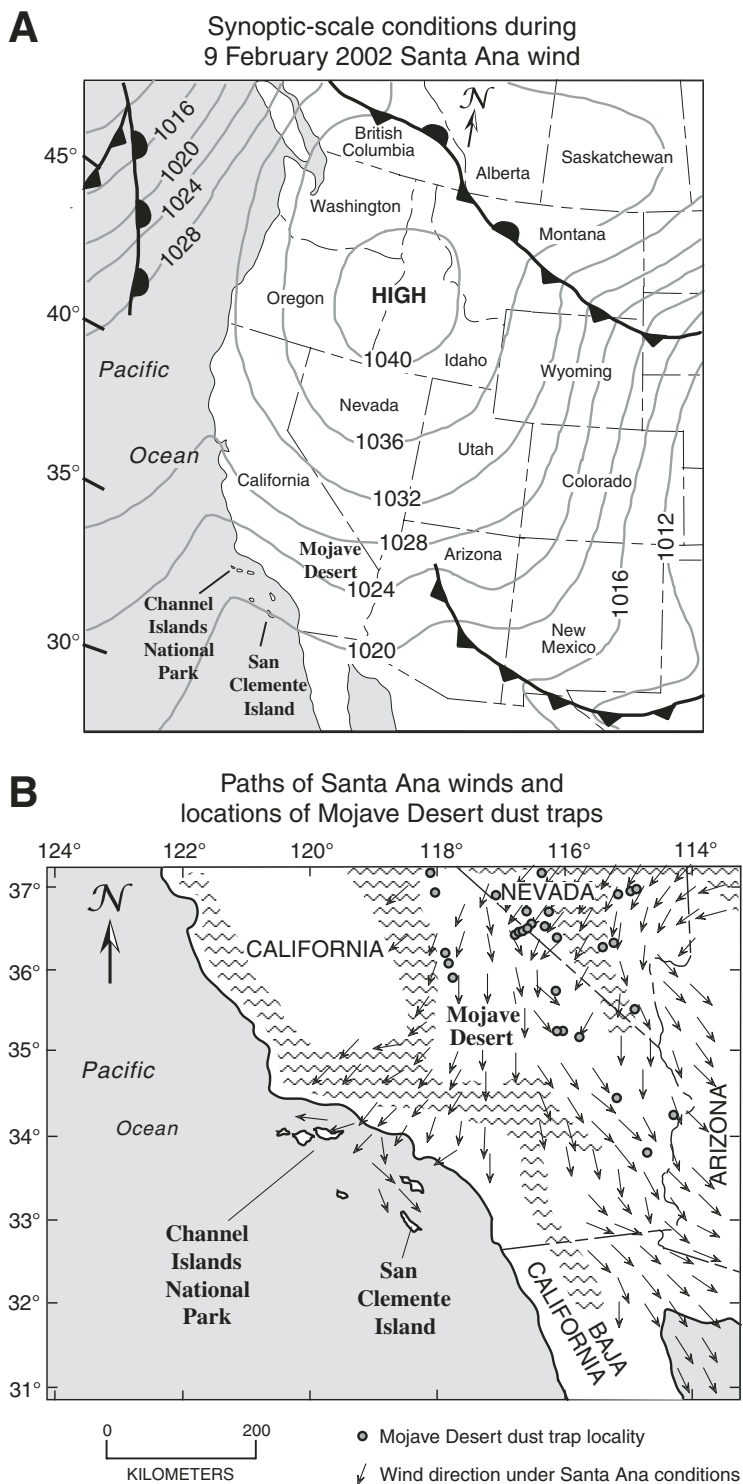 A
Synoptic-scale conditions during
9 February 2002 Santa Ana wind
N
1016
1020
1024
1028
45°
40°
35°
30°
British
Columbia
Alberta
Saskatchewan
Washington
Montana
Oregon
HIGH
1040
Idaho
Pacific
Ocean
Wyoming
Nevada
1036
Utah
California
1032
Colorado
1028
Mojave
Desert
Arizona
1012
1024
1016
Channel
Islands
National
Park
1020
New
Mexico
San
Clemente
Island
B
Paths of Santa Ana winds and
locations of Mojave Desert dust traps
124° 122° 120° 118° 116° 114°
37°
36°
35°
34°
33°
32°
31°
N
NEVADA
CALIFORNIA
Mojave
Desert
Pacific
Ocean
ARIZONA
Channel
Islands
National
Park
San
Clemente
Island
BAJA
CALIFORNIA
0 200
KILOMETERS
Mojave Desert dust trap locality
Wind direction under Santa Ana conditions